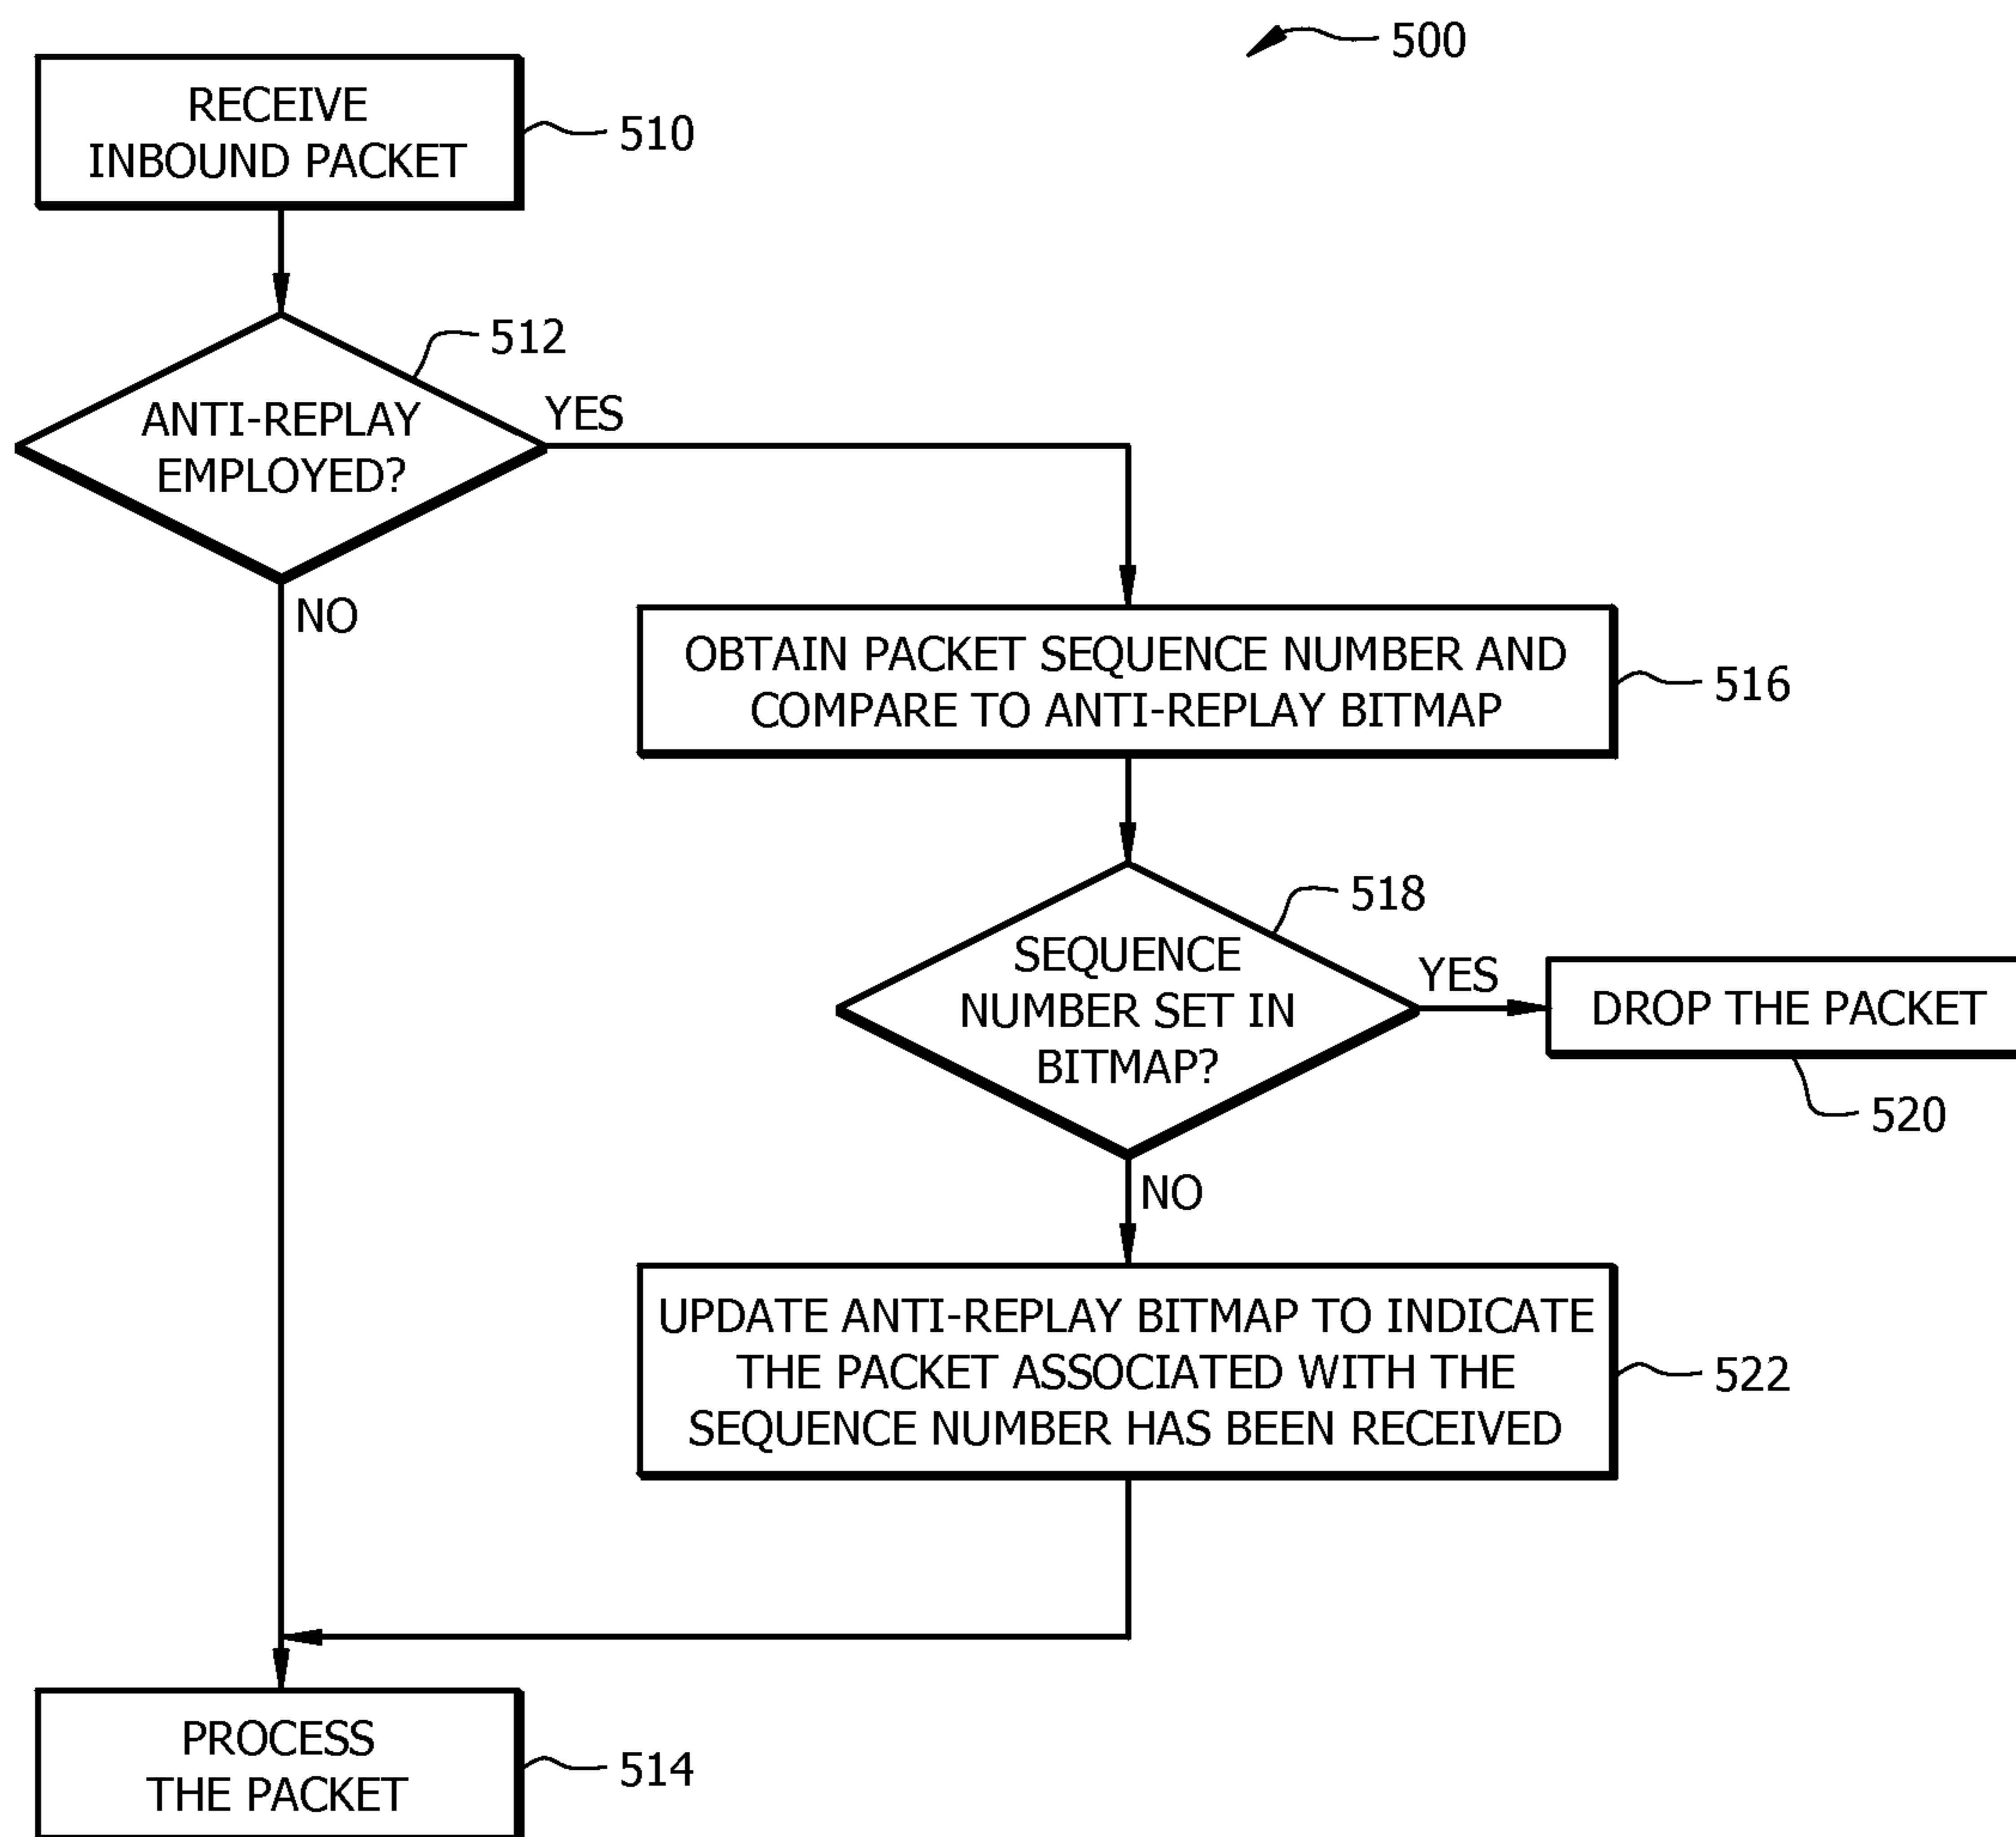 500
RECEIVE
INBOUND PACKET
510
512
ANTI-REPLAY
EMPLOYED?
YES
NO
OBTAIN PACKET SEQUENCE NUMBER AND
COMPARE TO ANTI-REPLAY BITMAP
516
518
SEQUENCE
NUMBER SET IN
BITMAP?
YES
DROP THE PACKET
520
NO
UPDATE ANTI-REPLAY BITMAP TO INDICATE
THE PACKET ASSOCIATED WITH THE
SEQUENCE NUMBER HAS BEEN RECEIVED
522
PROCESS
THE PACKET
514